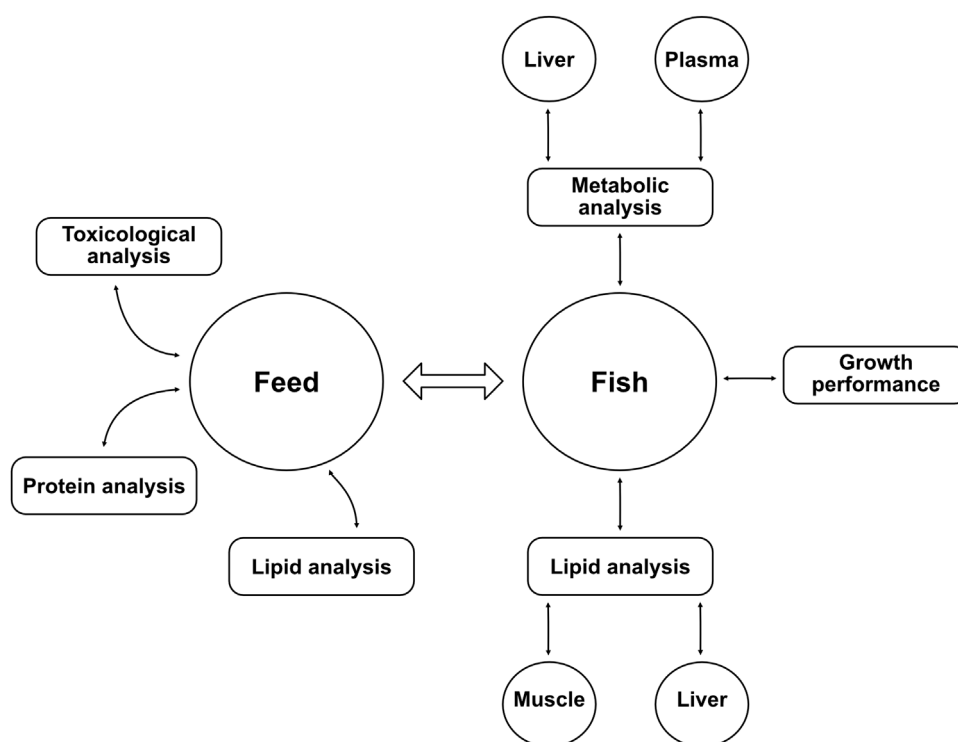 Liver
Plasma
Metabolic
analysis
Toxicological
analysis
Feed
Fish
Growth
performance
Protein analysis
Lipid analysis
Lipid analysis
Muscle
Liver